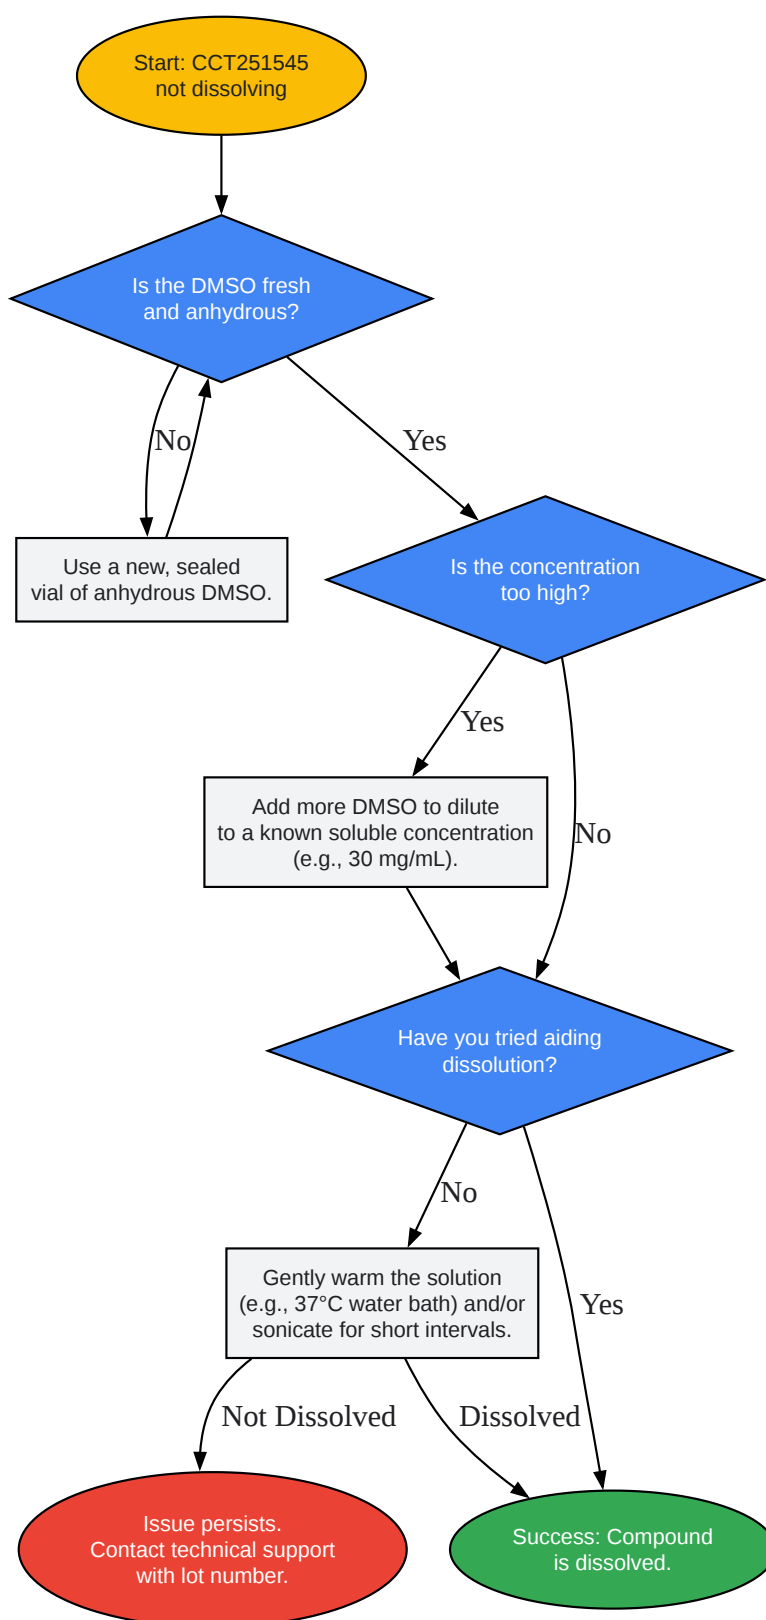 Start: CCT251545
not dissolving
Is the DMSO fresh
and anhydrous?
No
Yes
Use a new, sealed
vial of anhydrous DMSO.
Is the concentration
too high?
Yes
No
Add more DMSO to dilute
to a known soluble concentration
(e.g., 30 mg/mL).
Have you tried aiding
dissolution?
No
Yes
Gently warm the solution
(e.g., 37°C water bath) and/or
sonicate for short intervals.
Not Dissolved
Dissolved
Issue persists.
Contact technical support
with lot number.
Success: Compound
is dissolved.